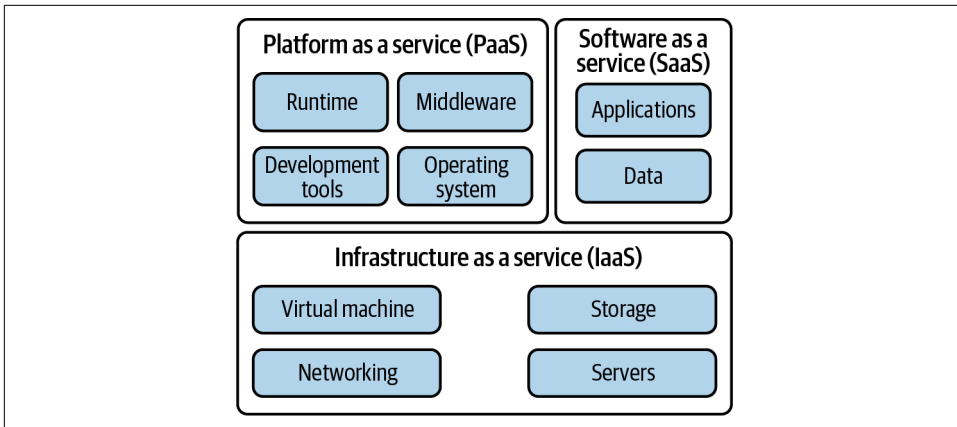 Platform as a service (PaaS)
Runtime
Middleware
Development
tools
Operating
system
Software as a
service (SaaS)
Applications
Data
Infrastructure as a service (IaaS)
Virtual machine
Storage
Networking
Servers